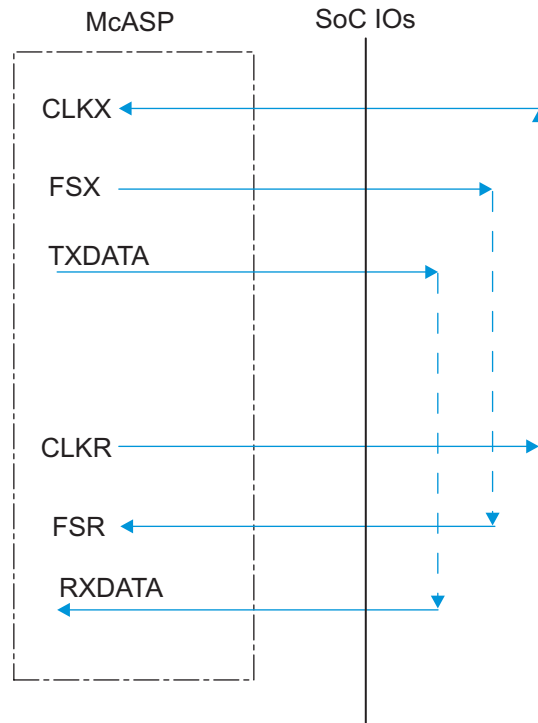 McASP
SoC IOs
CLKX
FSX
TXDATA
CLKR
FSR
RXDATA